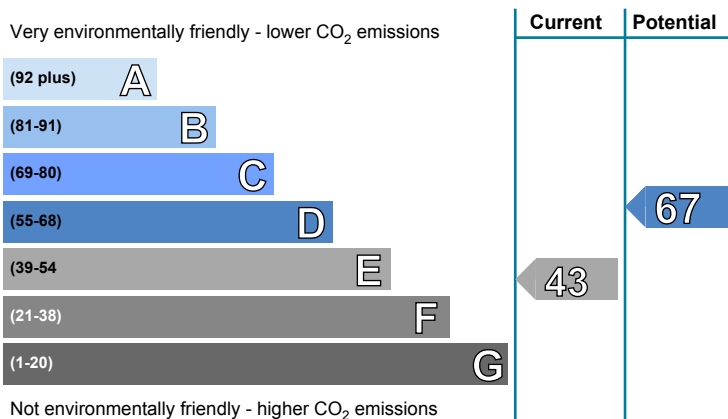 Current Potential
Very environmentally friendly - lower CO2 emissions
(92 plus) A
(81-91) B
(69-80) C
(55-68) D
67
(39-54 E
43
(21-38) F
(1-20) G
Not environmentally friendly - higher CO2 emissions